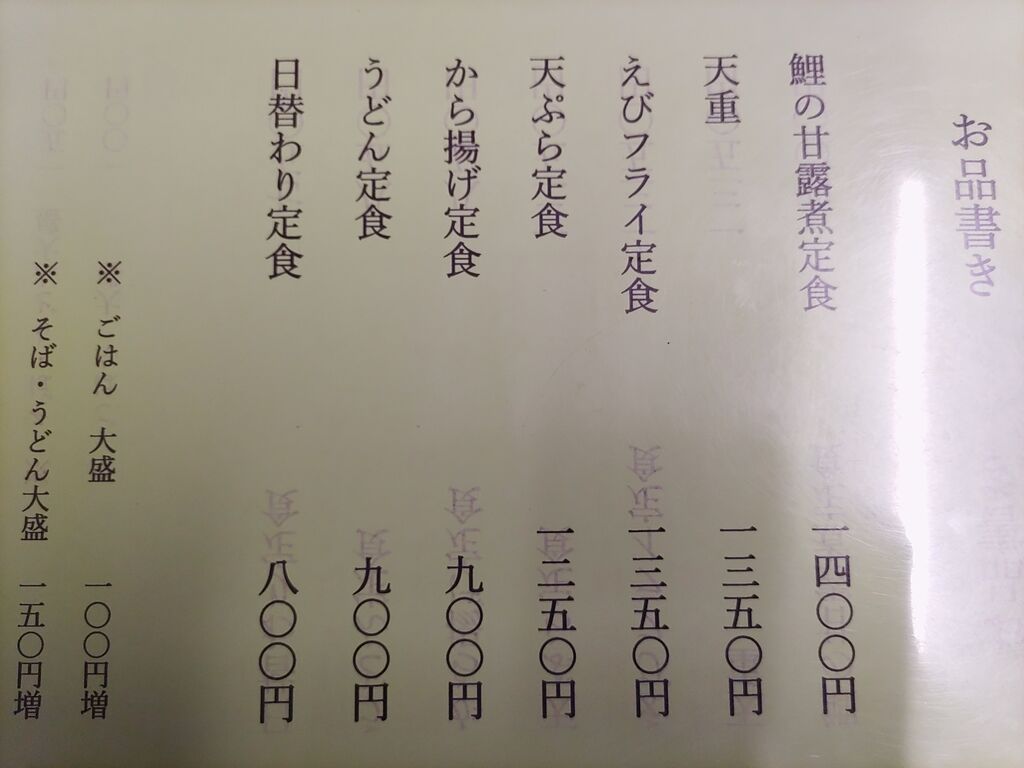 お品書き
鯉の甘露煮定食 一四〇〇円
天重 一三五〇円
えびフライ定食 一三五〇円
天ぷら定食 一二五〇円
から揚げ定食 九〇〇円
うどん定食 九〇〇円
日替わり定食 八〇〇円
※ ごはん 大盛 一〇〇円増
※ そば・うどん大盛 一五〇円増